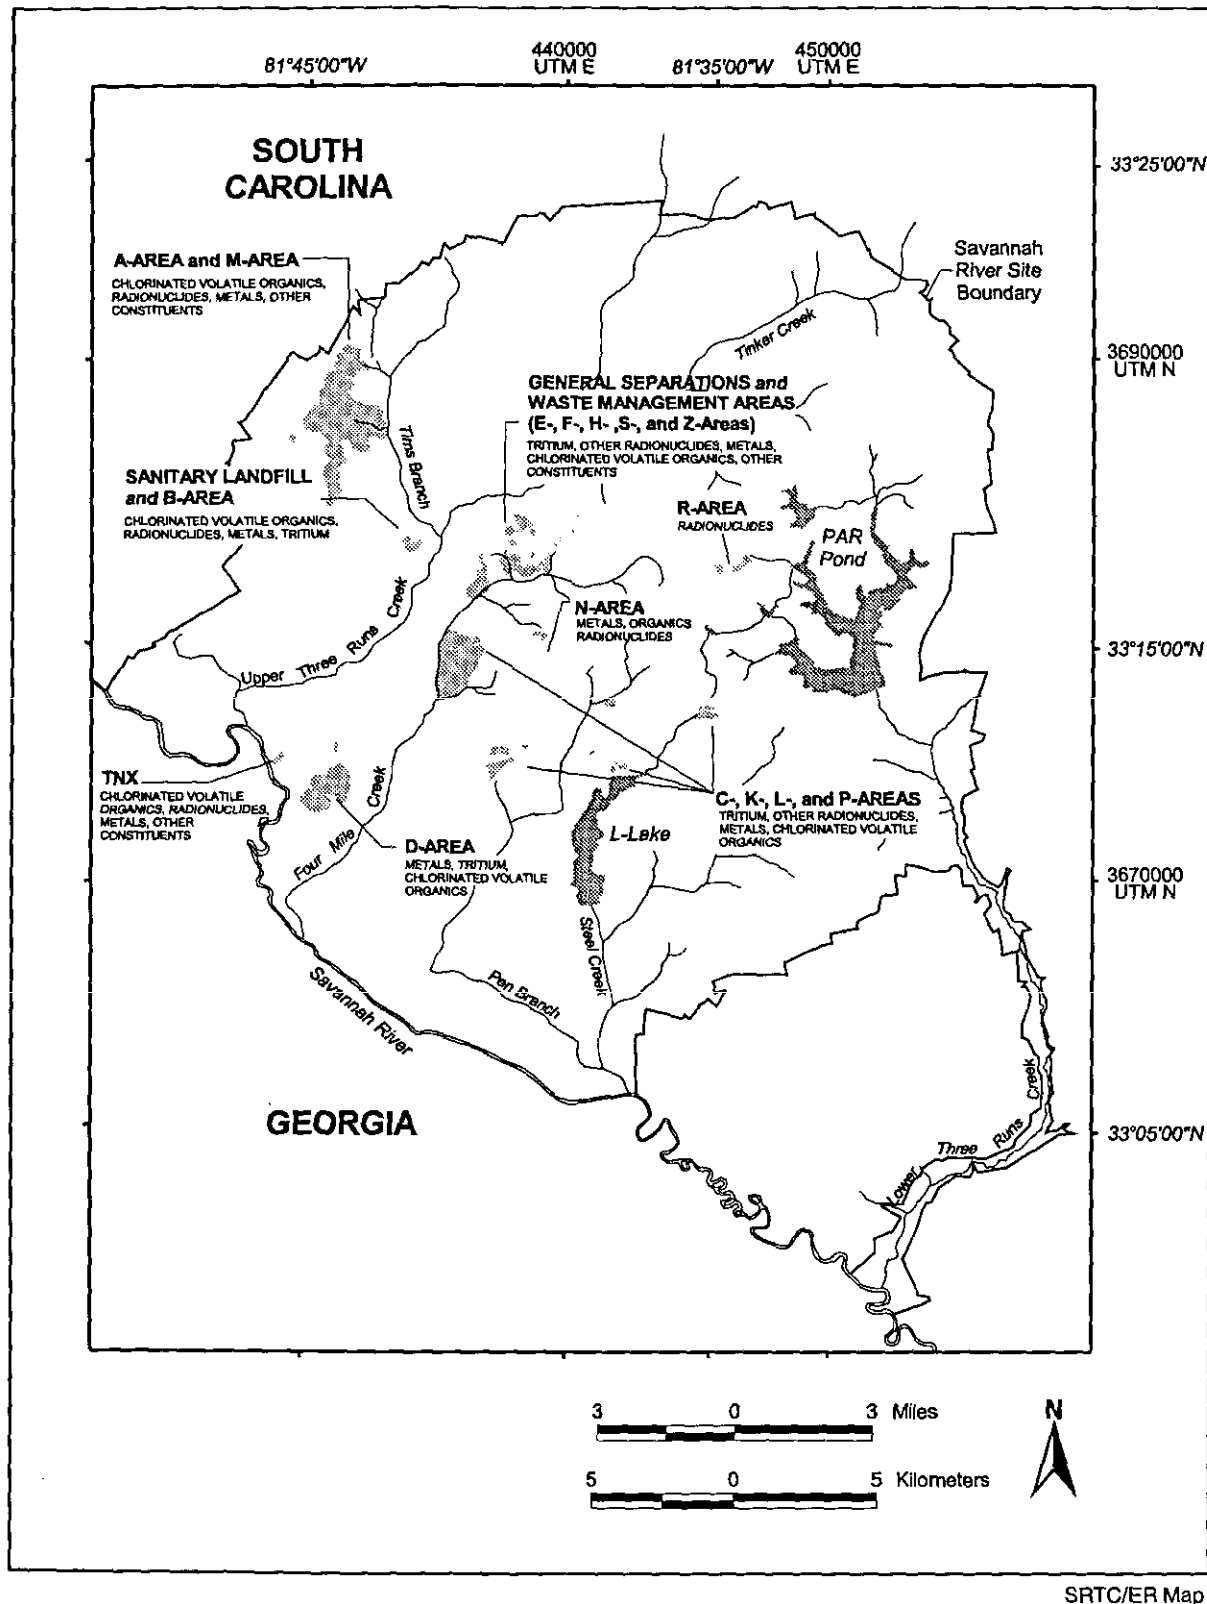 440000
UTM E
450000
UTM E
81°45'00"W
81°35'00"W
SOUTH
CAROLINA
33°25'00"N
A-AREA and M-AREA
CHLORINATED VOLATILE ORGANICS,
RADIONUCLIDES, METALS, OTHER
CONSTITUENTS
Savannah
River Site
Boundary
Tinker Creek
3690000
UTM N
GENERAL SEPARATIONS and
WASTE MANAGEMENT AREAS
(E-, F-, H- ,S-, and Z-Areas)
TRITIUM, OTHER RADIONUCLIDES, METALS,
CHLORINATED VOLATILE ORGANICS, OTHER
CONSTITUENTS
Tims Branch
SANITARY LANDFILL
and B-AREA
CHLORINATED VOLATILE ORGANICS,
RADIONUCLIDES, METALS, TRITIUM
R-AREA
RADIONUCLIDES
PAR
Pond
N-AREA
METALS, ORGANICS
RADIONUCLIDES
Upper Three Runs Creek
33°15'00"N
TNX
CHLORINATED VOLATILE
ORGANICS, RADIONUCLIDES,
METALS, OTHER
CONSTITUENTS
C-, K-, L-, and P-AREAS
TRITIUM, OTHER RADIONUCLIDES,
METALS, CHLORINATED VOLATILE
ORGANICS
L-Lake
D-AREA
METALS, TRITIUM,
CHLORINATED VOLATILE
ORGANICS
Four Mile Creek
3670000
UTM N
Steel Creek
Pen Branch
Savannah River
GEORGIA
Lower Three Runs Creek
33°05'00"N
3 0 3 Miles
5 0 5 Kilometers
N
SRTC/ER Map